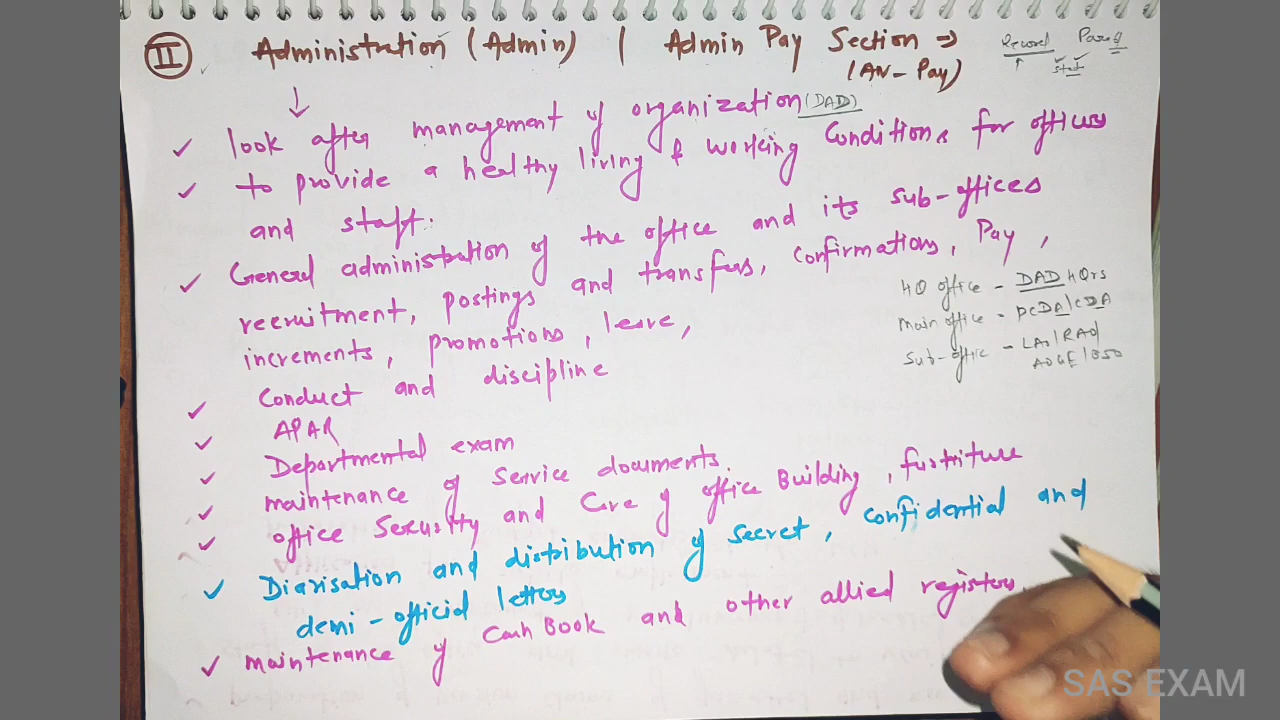 II Administration (Admin) | Admin Pay Section ⇒
(AN-Pay)
Record
look after management of organization (DAD)
to provide a healthy living & working Conditions for officers
and staff.
General administration of the office and its sub-offices
recruitment, postings and transfers, confirmations, Pay,
increments, promotions, leave,
HQ office - DAD HQrs
main office - PCDA/CDA
Sub-office - LAO/RAO/
AOGE/BSO
Conduct and discipline
APAR
Departmental exam
maintenance of service documents.
office Security and Care of office Building, furniture
Diarisation and distribution of secret, confidential and
demi-official letters
maintenance of Cash Book and other allied registers.
SAS EXAM